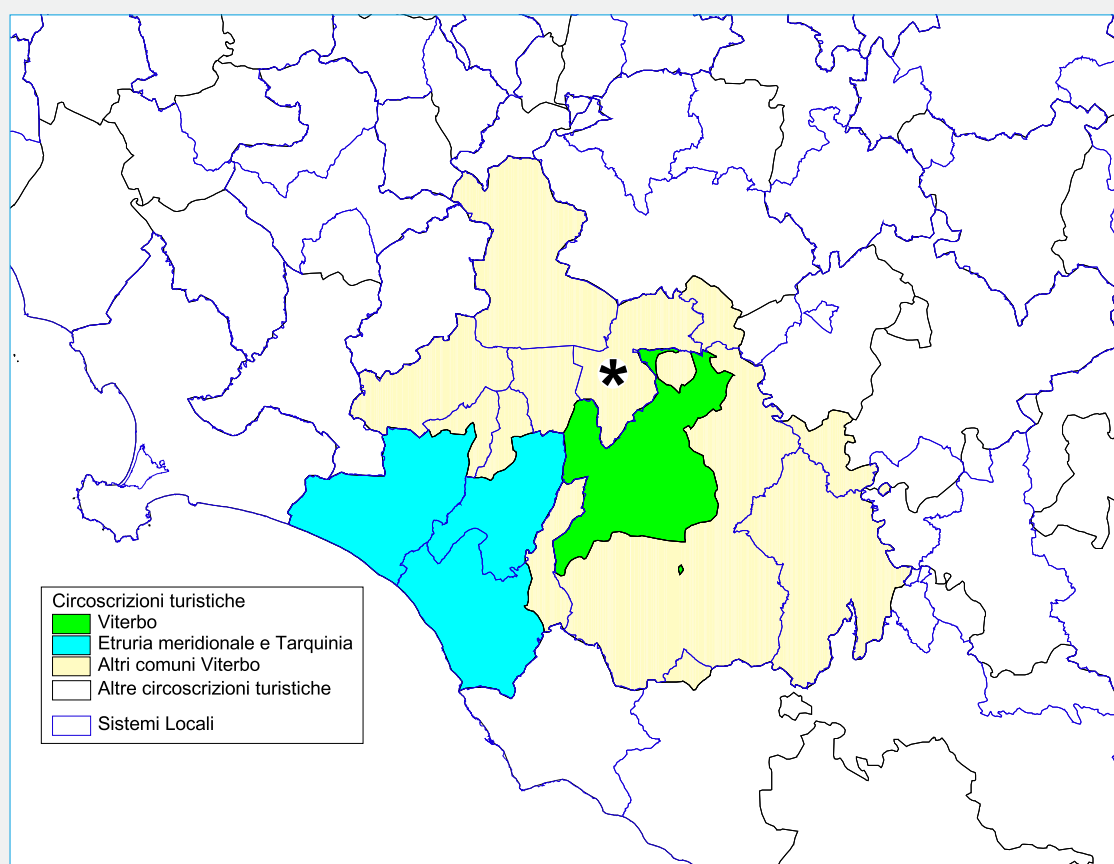 *
Circoscrizioni turistiche
Viterbo
Etruria meridionale e Tarquinia
Altri comuni Viterbo
Altre circoscrizioni turistiche
Sistemi Locali